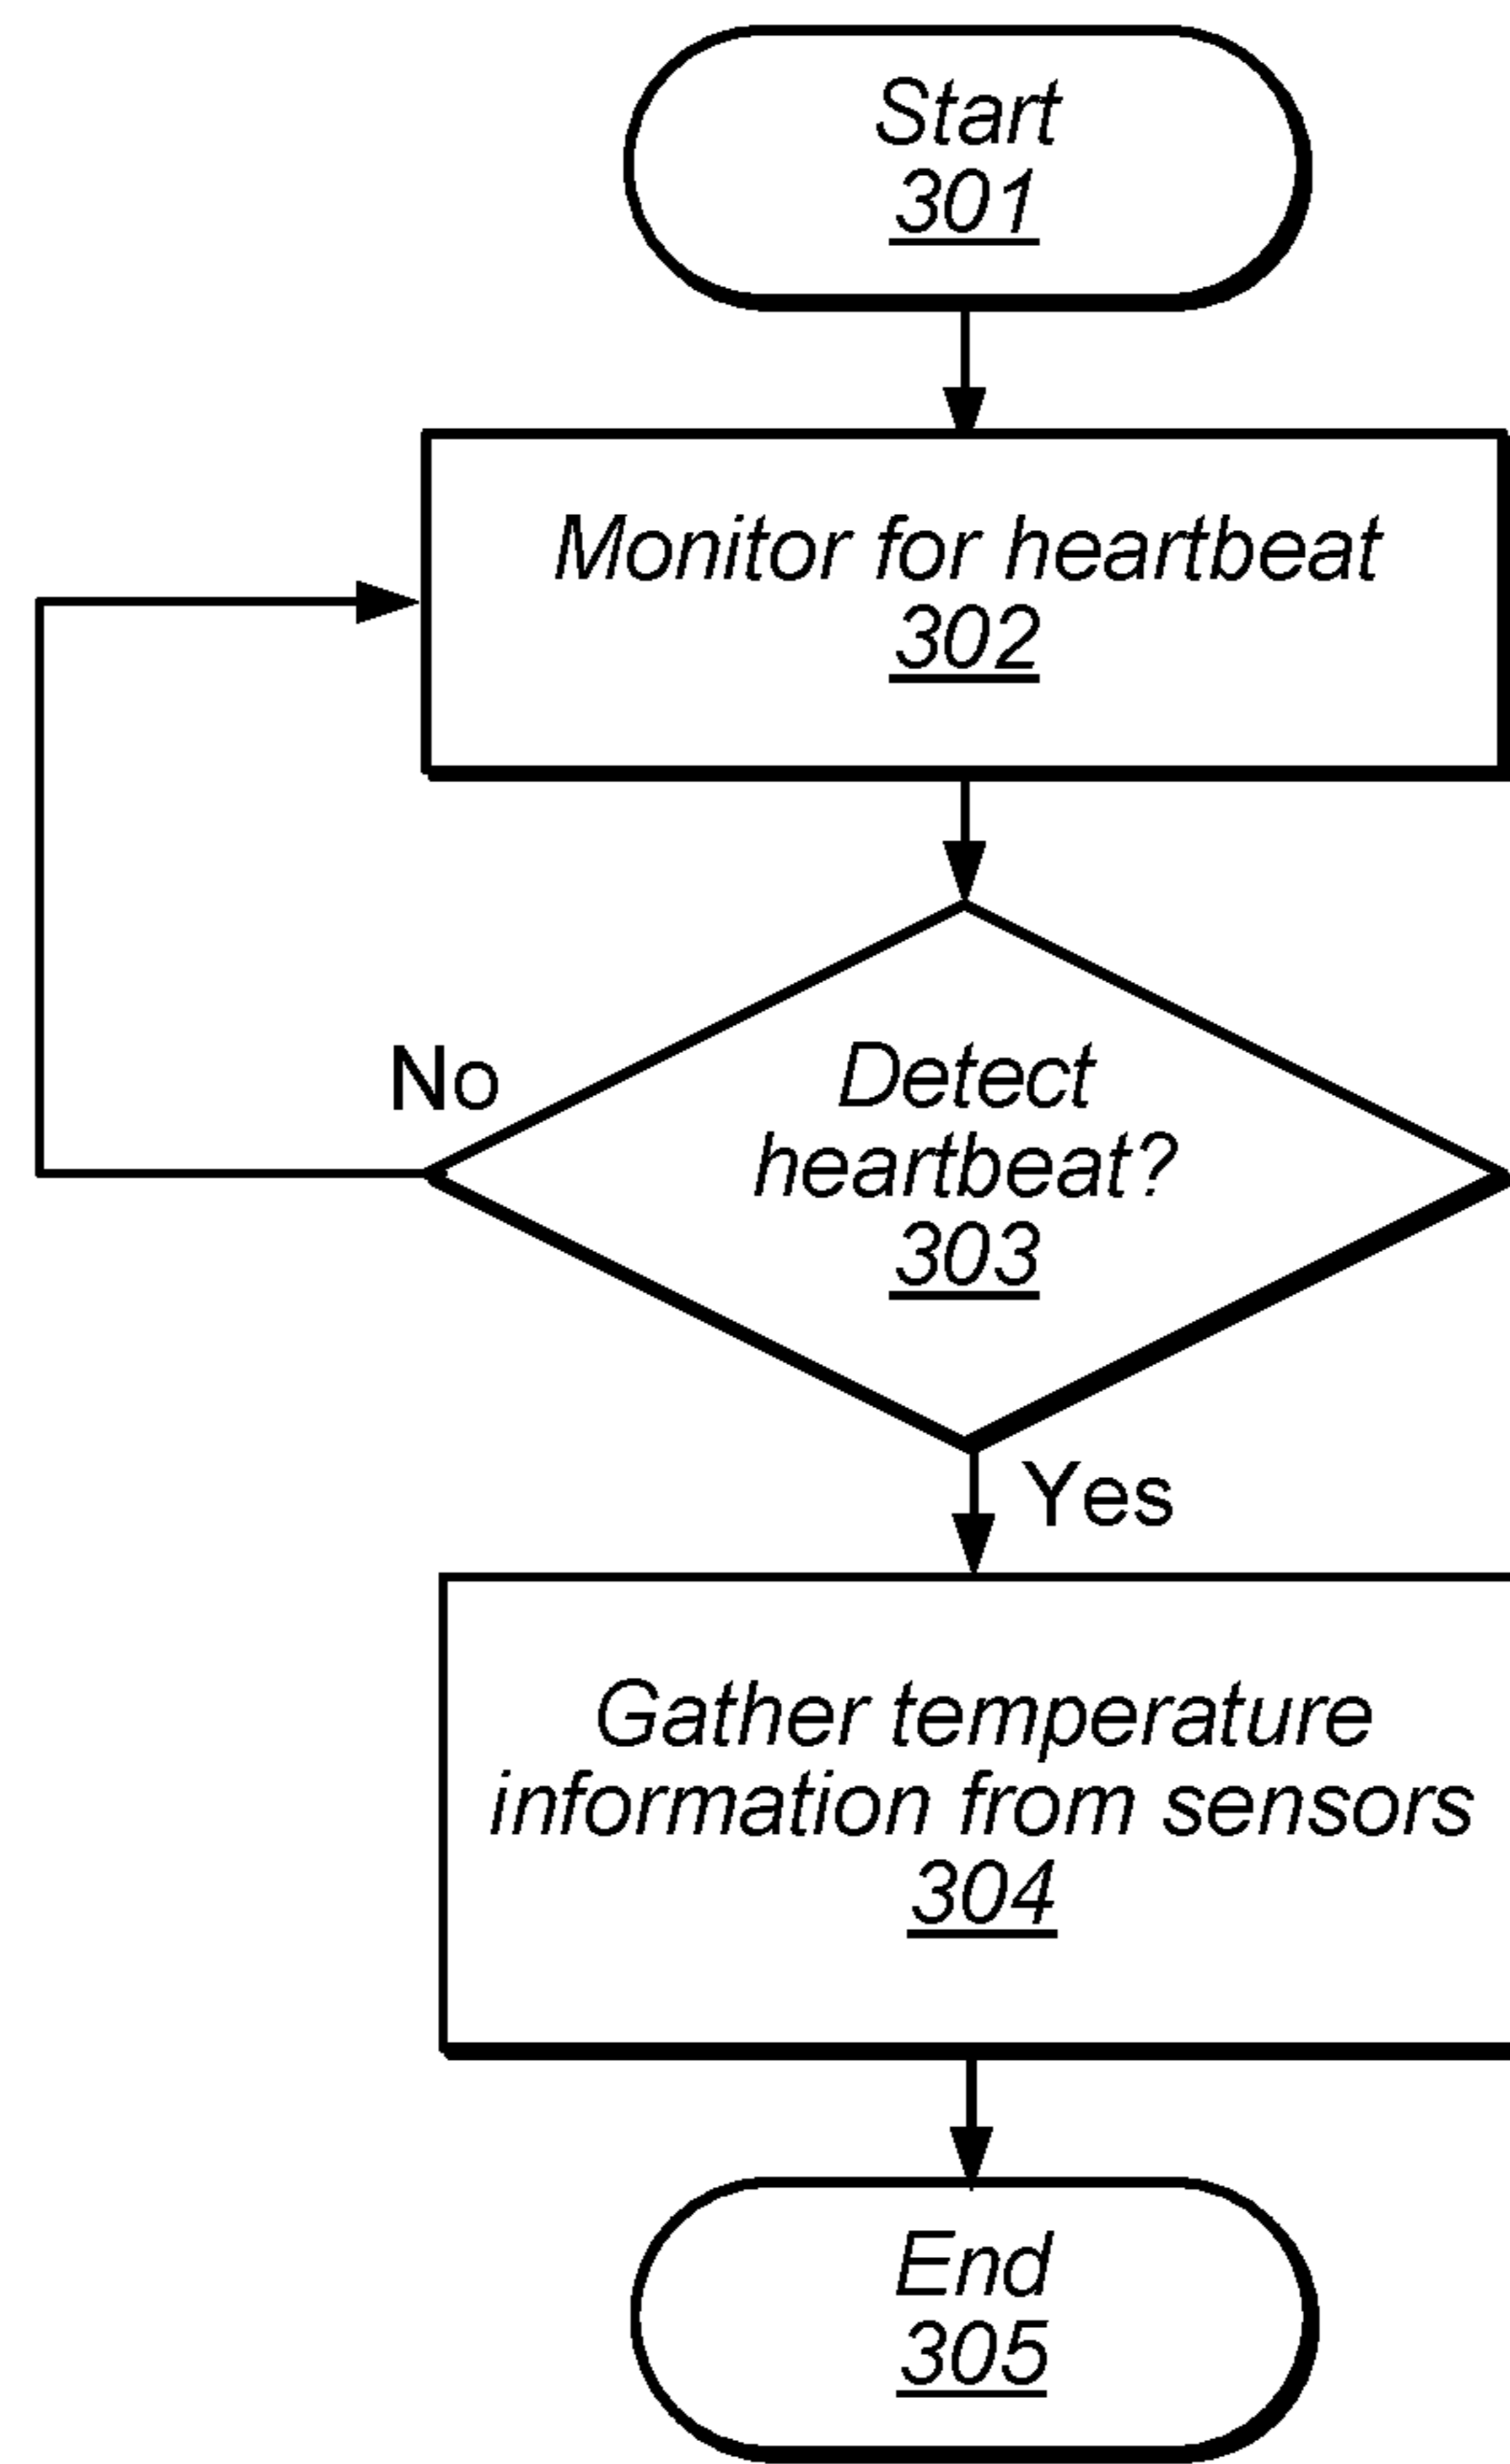 Start
301
Monitor for heartbeat
302
No
Detect
heartbeat?
303
Yes
Gather temperature
information from sensors
304
End
305